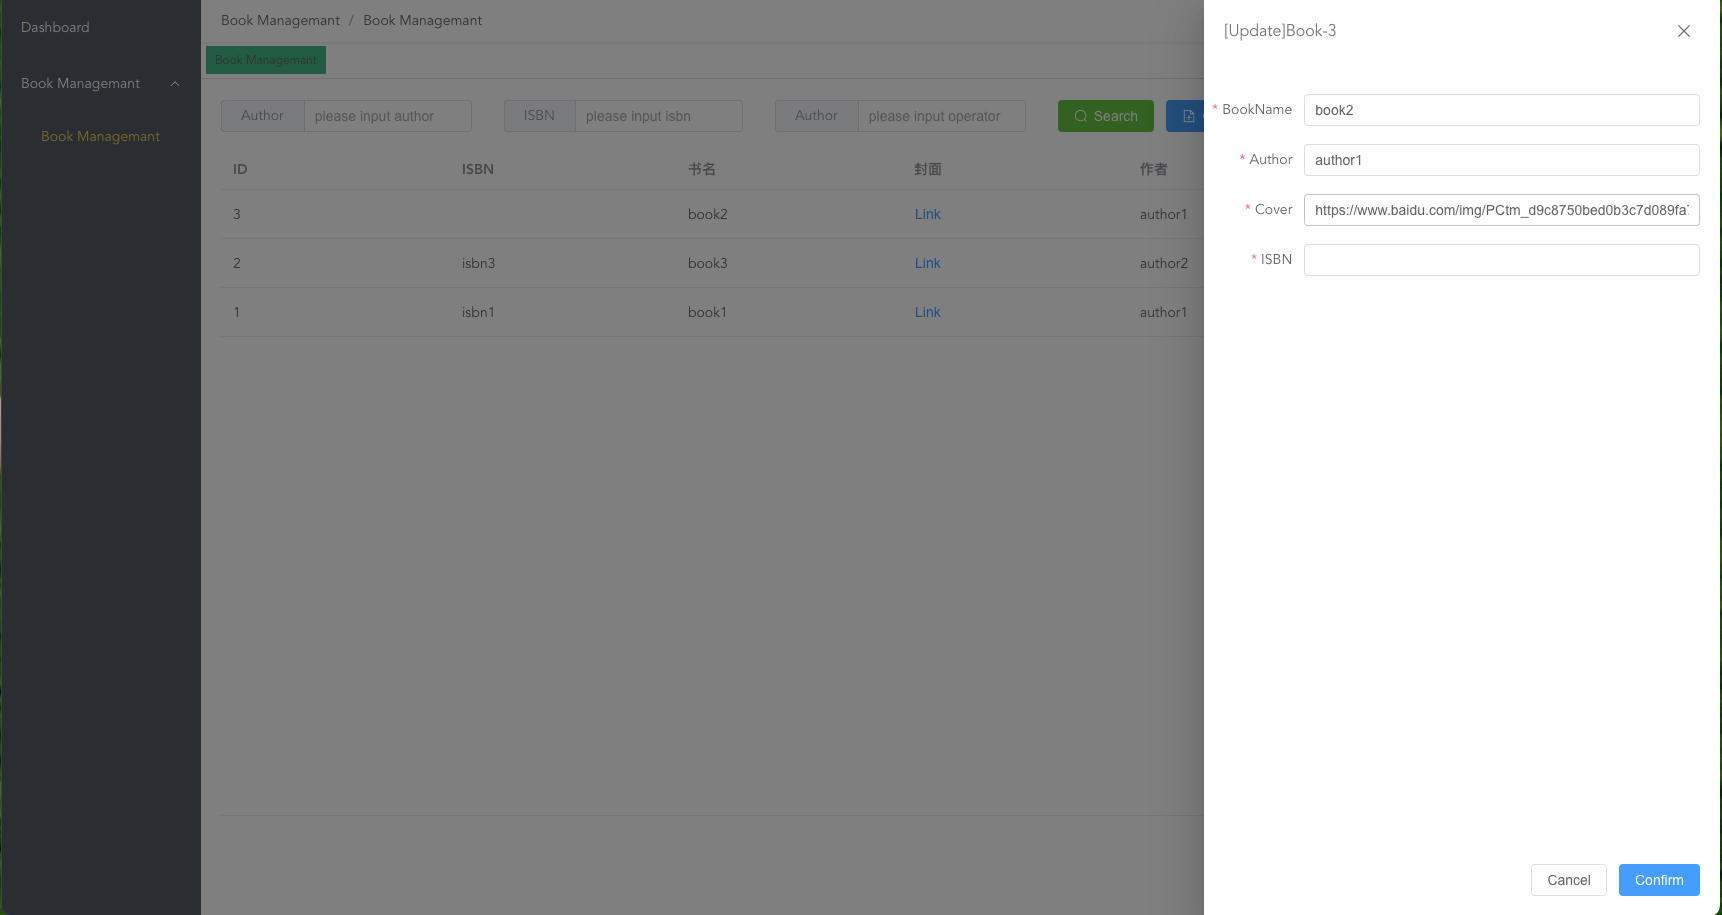 Dashboard
Book Managemant
Book Managemant
Book Managemant / Book Managemant
Book Managemant
Author please input author ISBN please input isbn Author please input operator Search
ID ISBN 书名 封面 作者
3 book2 Link author1
2 isbn3 book3 Link author2
1 isbn1 book1 Link author1
[Update]Book-3
* BookName book2
* Author author1
* Cover https://www.baidu.com/img/PCtm_d9c8750bed0b3c7d089fa7
* ISBN
Cancel Confirm